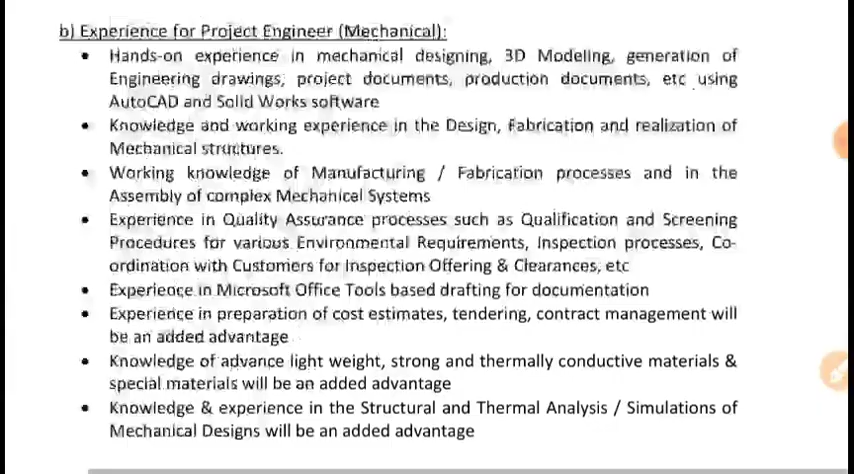 b) Experience for Project Engineer (Mechanical):
• Hands-on experience in mechanical designing, 3D Modeling, generation of
Engineering drawings, project documents, production documents, etc using
AutoCAD and Solid Works software
• Knowledge and working experience in the Design, Fabrication and realization of
Mechanical structures.
• Working knowledge of Manufacturing / Fabrication processes and in the
Assembly of complex Mechanical Systems
• Experience in Quality Assurance processes such as Qualification and Screening
Procedures for various Environmental Requirements, Inspection processes, Co-
ordination with Customers for Inspection Offering & Clearances, etc
• Experience in Microsoft Office Tools based drafting for documentation
• Experience in preparation of cost estimates, tendering, contract management will
be an added advantage
• Knowledge of advance light weight, strong and thermally conductive materials &
special materials will be an added advantage
• Knowledge & experience in the Structural and Thermal Analysis / Simulations of
Mechanical Designs will be an added advantage